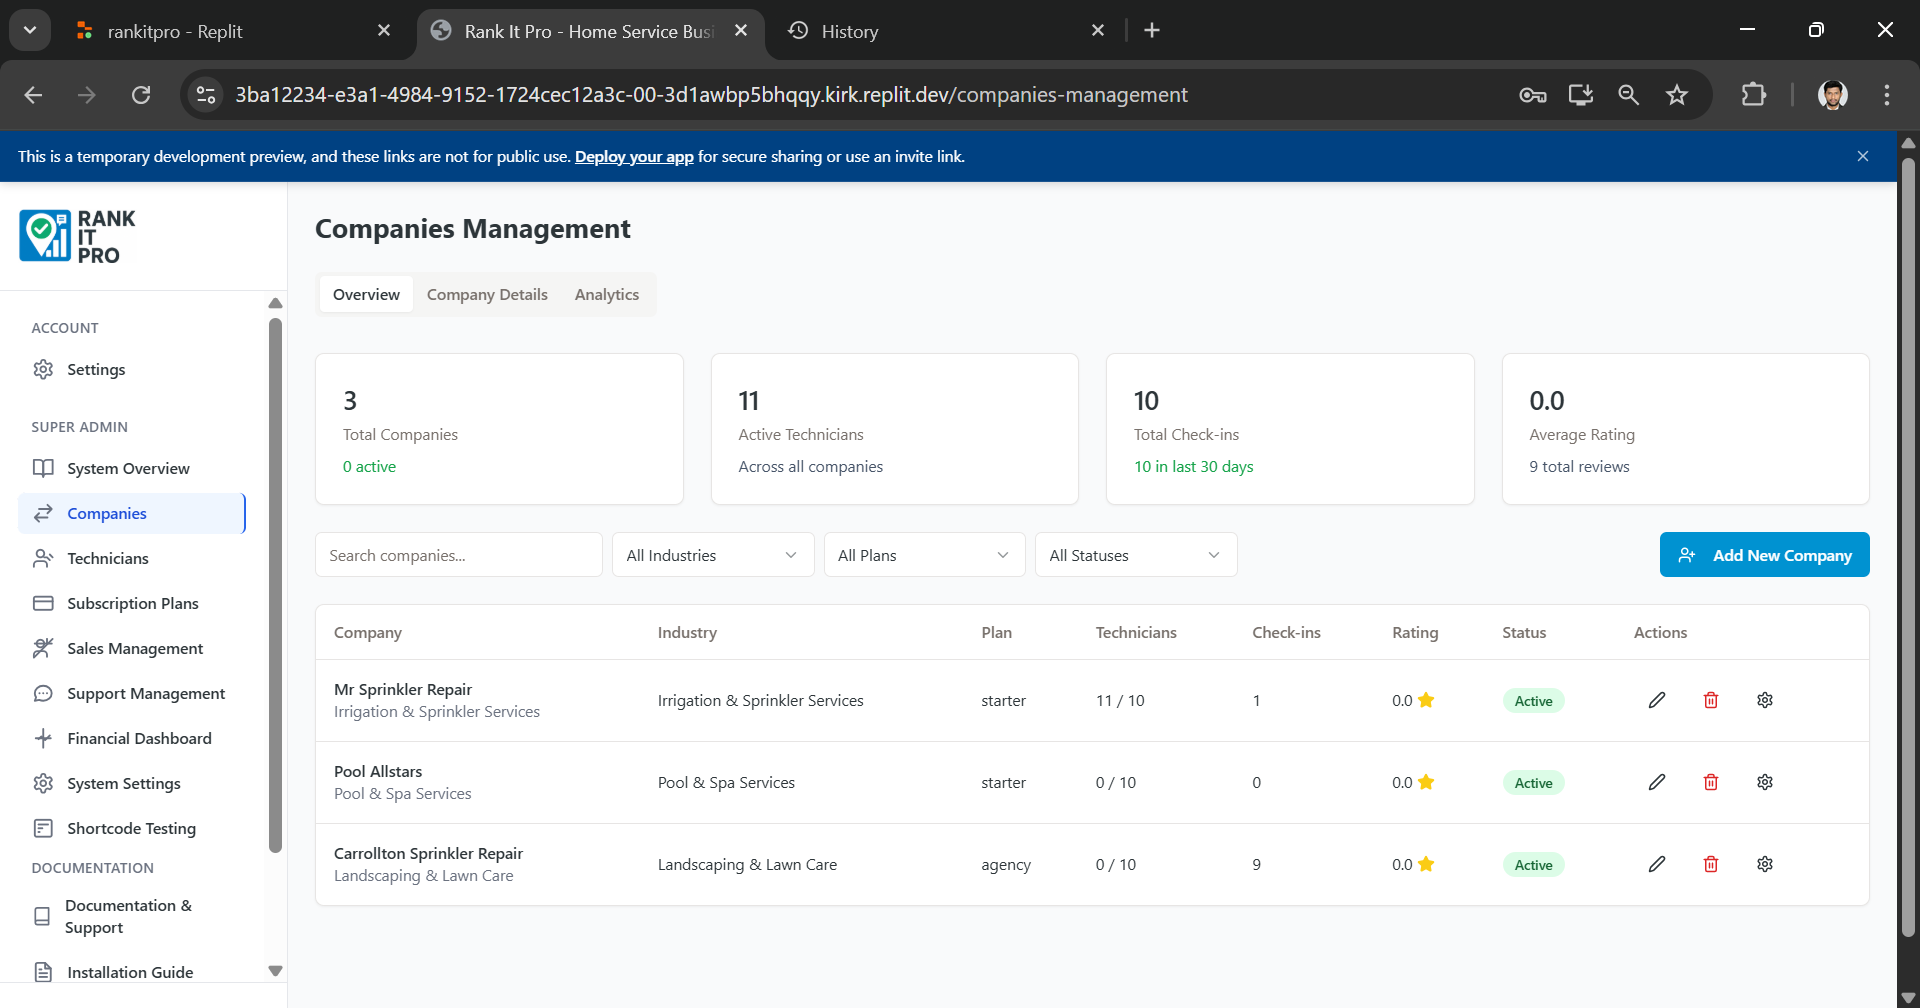 rankitpro - Replit
Rank It Pro - Home Service Busi
History
3ba12234-e3a1-4984-9152-1724cec12a3c-00-3d1awbp5bhqqy.kirk.replit.dev/companies-management
This is a temporary development preview, and these links are not for public use. Deploy your app for secure sharing or use an invite link.
RANK
IT
PRO
ACCOUNT
Settings
SUPER ADMIN
System Overview
Companies
Technicians
Subscription Plans
Sales Management
Support Management
Financial Dashboard
System Settings
Shortcode Testing
DOCUMENTATION
Documentation &
Support
Installation Guide
Companies Management
Overview Company Details Analytics
3
Total Companies
0 active
11
Active Technicians
Across all companies
10
Total Check-ins
10 in last 30 days
0.0
Average Rating
9 total reviews
Search companies... All Industries All Plans All Statuses Add New Company
Company Industry Plan Technicians Check-ins Rating Status Actions
Mr Sprinkler Repair
Irrigation & Sprinkler Services
Irrigation & Sprinkler Services starter 11 / 10 1 0.0 Active
Pool Allstars
Pool & Spa Services
Pool & Spa Services starter 0 / 10 0 0.0 Active
Carrollton Sprinkler Repair
Landscaping & Lawn Care
Landscaping & Lawn Care agency 0 / 10 9 0.0 Active